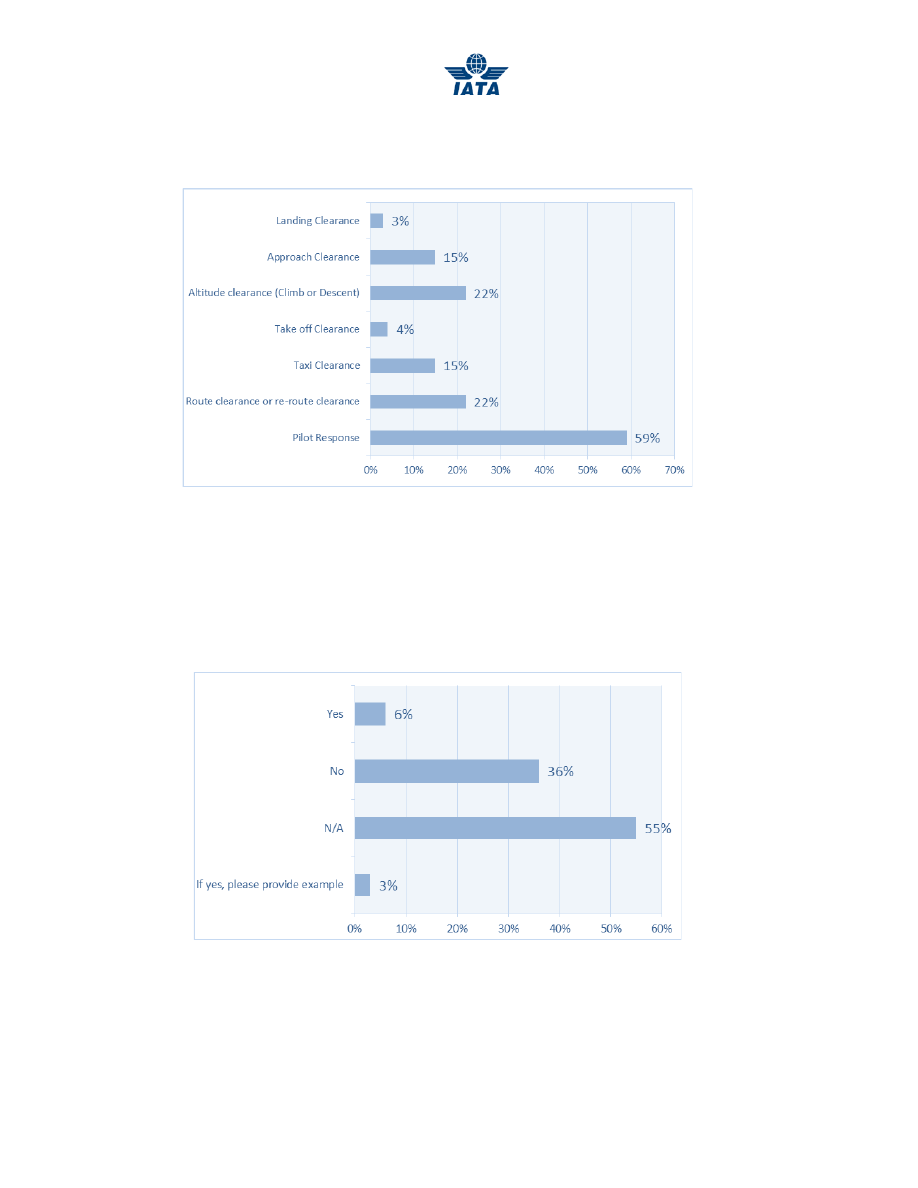 IATA
Landing Clearance 3%
Approach Clearance 15%
Altitude clearance (Climb or Descent) 22%
Take off Clearance 4%
Taxi Clearance 15%
Route clearance or re-route clearance 22%
Pilot Response 59%
0% 10% 20% 30% 40% 50% 60% 70%
Yes 6%
No 36%
N/A 55%
If yes, please provide example 3%
0% 10% 20% 30% 40% 50% 60%